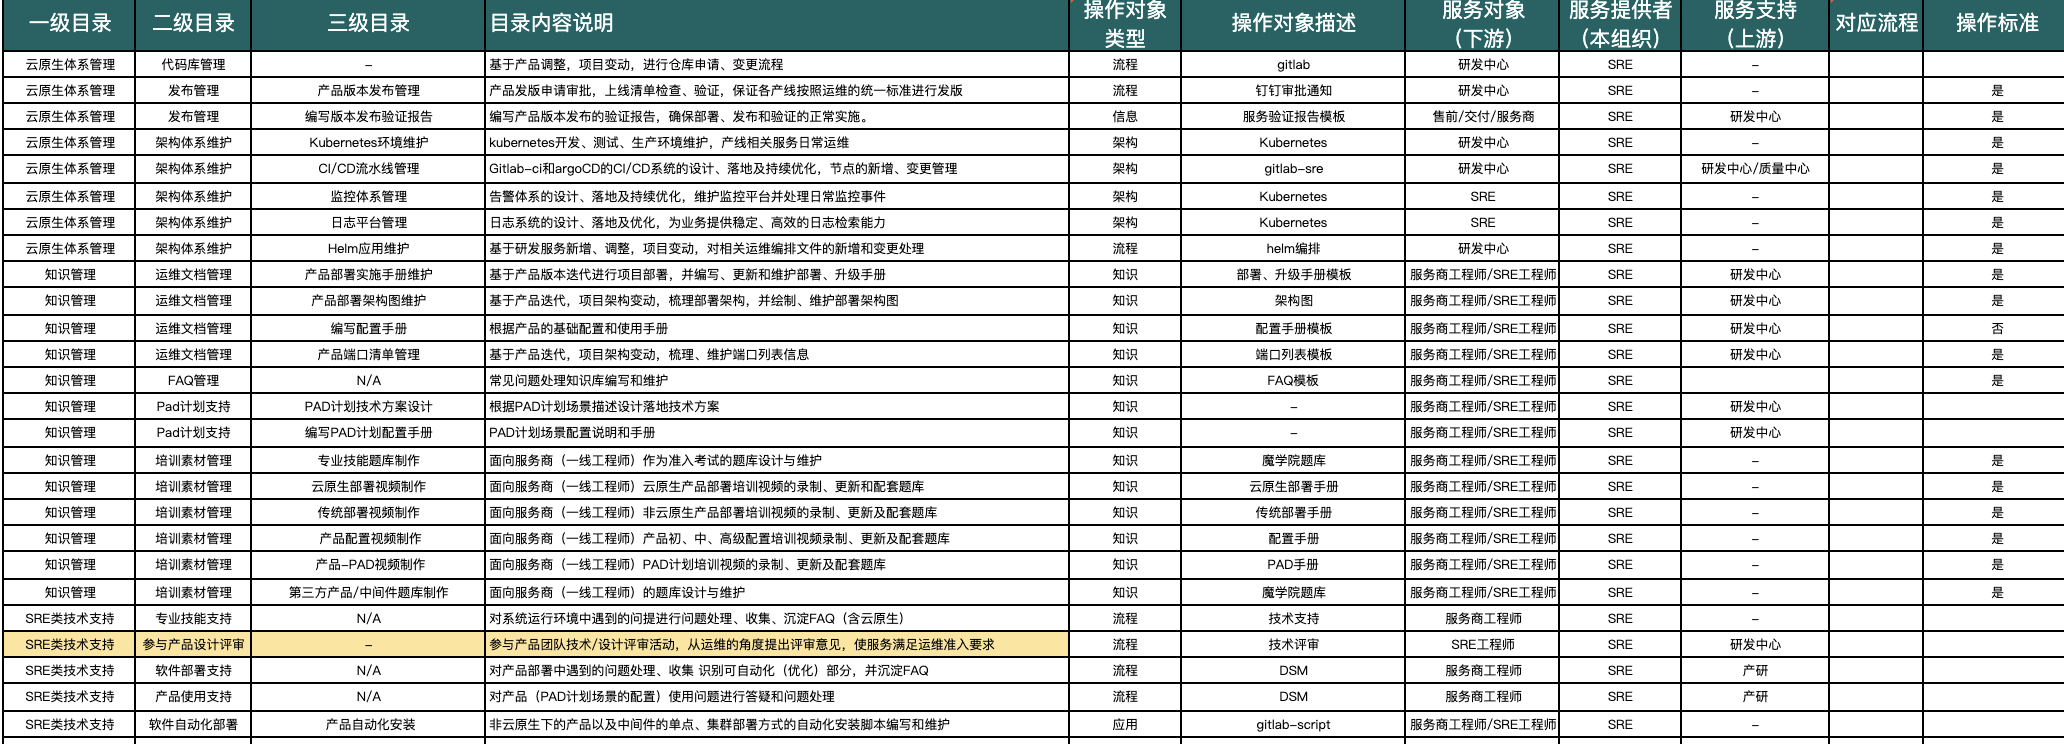 一级目录 二级目录 三级目录 目录内容说明 操作对象类型 操作对象描述 服务对象（下游） 服务提供者（本组织） 服务支持（上游） 对应流程 操作标准
云原生体系管理 代码库管理 – 基于产品调整，项目变动，进行仓库申请、变更流程 流程 gitlab 研发中心 SRE –
云原生体系管理 发布管理 产品版本发布管理 产品发版申请审批，上线清单检查、验证，保证各产线按照运维的统一标准进行发版 流程 钉钉审批通知 研发中心 SRE – 是
云原生体系管理 发布管理 编写版本发布验证报告 编写产品版本发布的验证报告，确保部署、发布和验证的正常实施。 信息 服务验证报告模板 售前/交付/服务商 SRE 研发中心 是
云原生体系管理 架构体系维护 Kubernetes环境维护 kubernetes开发、测试、生产环境维护，产线相关服务日常运维 架构 Kubernetes 研发中心 SRE – 是
云原生体系管理 架构体系维护 CI/CD流水线管理 Gitlab-ci和argoCD的CI/CD系统的设计、落地及持续优化，节点的新增、变更管理 架构 gitlab-sre 研发中心 SRE 研发中心/质量中心 是
云原生体系管理 架构体系维护 监控体系管理 告警体系的设计、落地及持续优化，维护监控平台并处理日常监控事件 架构 Kubernetes SRE SRE – 是
云原生体系管理 架构体系维护 日志平台管理 日志系统的设计、落地及优化，为业务提供稳定、高效的日志检索能力 架构 Kubernetes SRE SRE – 是
云原生体系管理 架构体系维护 Helm应用维护 基于研发服务新增、调整，项目变动，对相关运维编排文件的新增和变更处理 流程 helm编排 研发中心 SRE – 是
知识管理 运维文档管理 产品部署实施手册维护 基于产品版本迭代进行项目部署，并编写、更新和维护部署、升级手册 知识 部署、升级手册模板 服务商工程师/SRE工程师 SRE 研发中心 是
知识管理 运维文档管理 产品部署架构图维护 基于产品迭代，项目架构变动，梳理部署架构，并绘制、维护部署架构图 知识 架构图 服务商工程师/SRE工程师 SRE 研发中心 是
知识管理 运维文档管理 编写配置手册 根据产品的基础配置和使用手册 知识 配置手册模板 服务商工程师/SRE工程师 SRE 研发中心 否
知识管理 运维文档管理 产品端口清单管理 基于产品迭代，项目架构变动，梳理、维护端口列表信息 知识 端口列表模板 服务商工程师/SRE工程师 SRE 研发中心 是
知识管理 FAQ管理 N/A 常见问题处理知识库编写和维护 知识 FAQ模板 服务商工程师/SRE工程师 SRE 是
知识管理 Pad计划支持 PAD计划技术方案设计 根据PAD计划场景描述设计落地技术方案 知识 – 服务商工程师/SRE工程师 SRE 研发中心
知识管理 Pad计划支持 编写PAD计划配置手册 PAD计划场景配置说明和手册 知识 – 服务商工程师/SRE工程师 SRE 研发中心
知识管理 培训素材管理 专业技能题库制作 面向服务商（一线工程师）作为准入考试的题库设计与维护 知识 魔学院题库 服务商工程师/SRE工程师 SRE – 是
知识管理 培训素材管理 云原生部署视频制作 面向服务商（一线工程师）云原生产品部署培训视频的录制、更新和配套题库 知识 云原生部署手册 服务商工程师/SRE工程师 SRE – 是
知识管理 培训素材管理 传统部署视频制作 面向服务商（一线工程师）非云原生产品部署培训视频的录制、更新及配套题库 知识 传统部署手册 服务商工程师/SRE工程师 SRE – 是
知识管理 培训素材管理 产品配置视频制作 面向服务商（一线工程师）产品初、中、高级配置培训视频录制、更新及配套题库 知识 配置手册 服务商工程师/SRE工程师 SRE – 是
知识管理 培训素材管理 产品-PAD视频制作 面向服务商（一线工程师）PAD计划培训视频的录制、更新及配套题库 知识 PAD手册 服务商工程师/SRE工程师 SRE – 是
知识管理 培训素材管理 第三方产品/中间件题库制作 面向服务商（一线工程师）的题库设计与维护 知识 魔学院题库 服务商工程师/SRE工程师 SRE – 是
SRE类技术支持 专业技能支持 N/A 对系统运行环境中遇到的问提进行问题处理、收集、沉淀FAQ（含云原生） 流程 技术支持 服务商工程师 SRE –
SRE类技术支持 参与产品设计评审 – 参与产品团队技术/设计评审活动，从运维的角度提出评审意见，使服务满足运维准入要求 流程 技术评审 SRE工程师 SRE 研发中心
SRE类技术支持 软件部署支持 N/A 对产品部署中遇到的问题处理、收集 识别可自动化（优化）部分，并沉淀FAQ 流程 DSM 服务商工程师 SRE 产研
SRE类技术支持 产品使用支持 N/A 对产品（PAD计划场景的配置）使用问题进行答疑和问题处理 流程 DSM 服务商工程师 SRE 产研
SRE类技术支持 软件自动化部署 产品自动化安装 非云原生下的产品以及中间件的单点、集群部署方式的自动化安装脚本编写和维护 应用 gitlab-script 服务商工程师/SRE工程师 SRE –